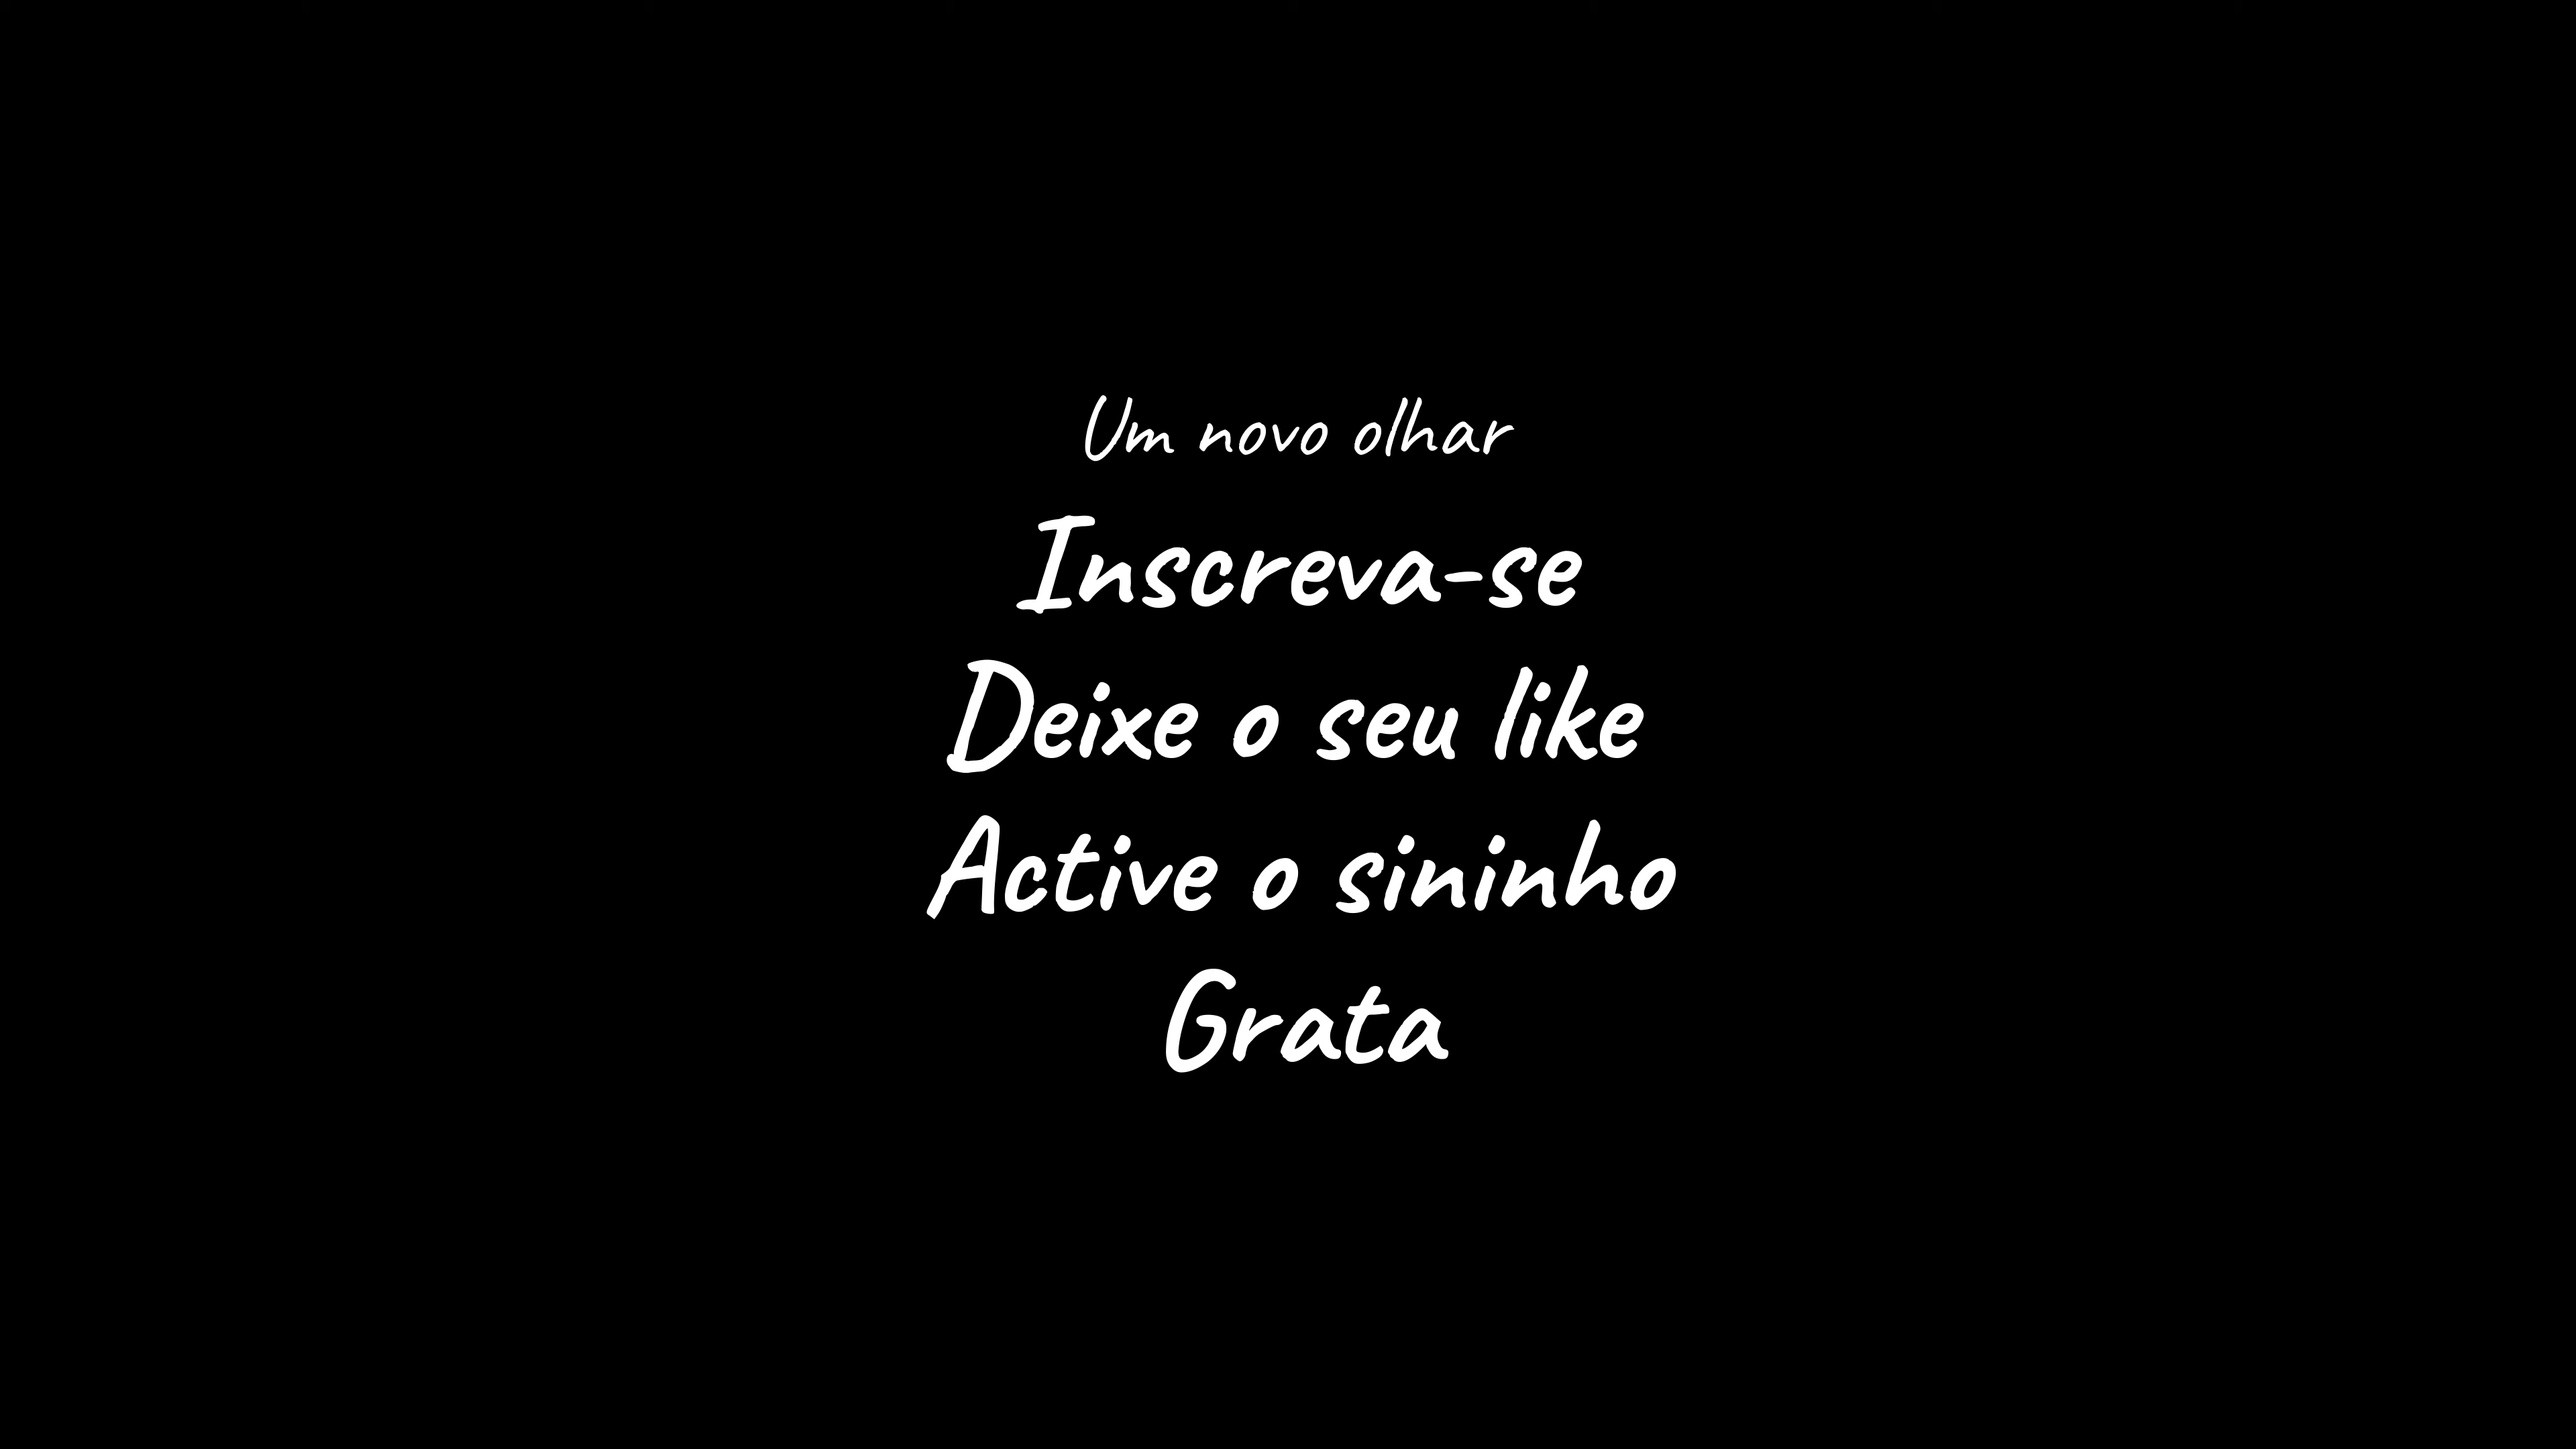 Um novo olhar
Inscreva-se
Deixe o seu like
Active o sininho
Grata